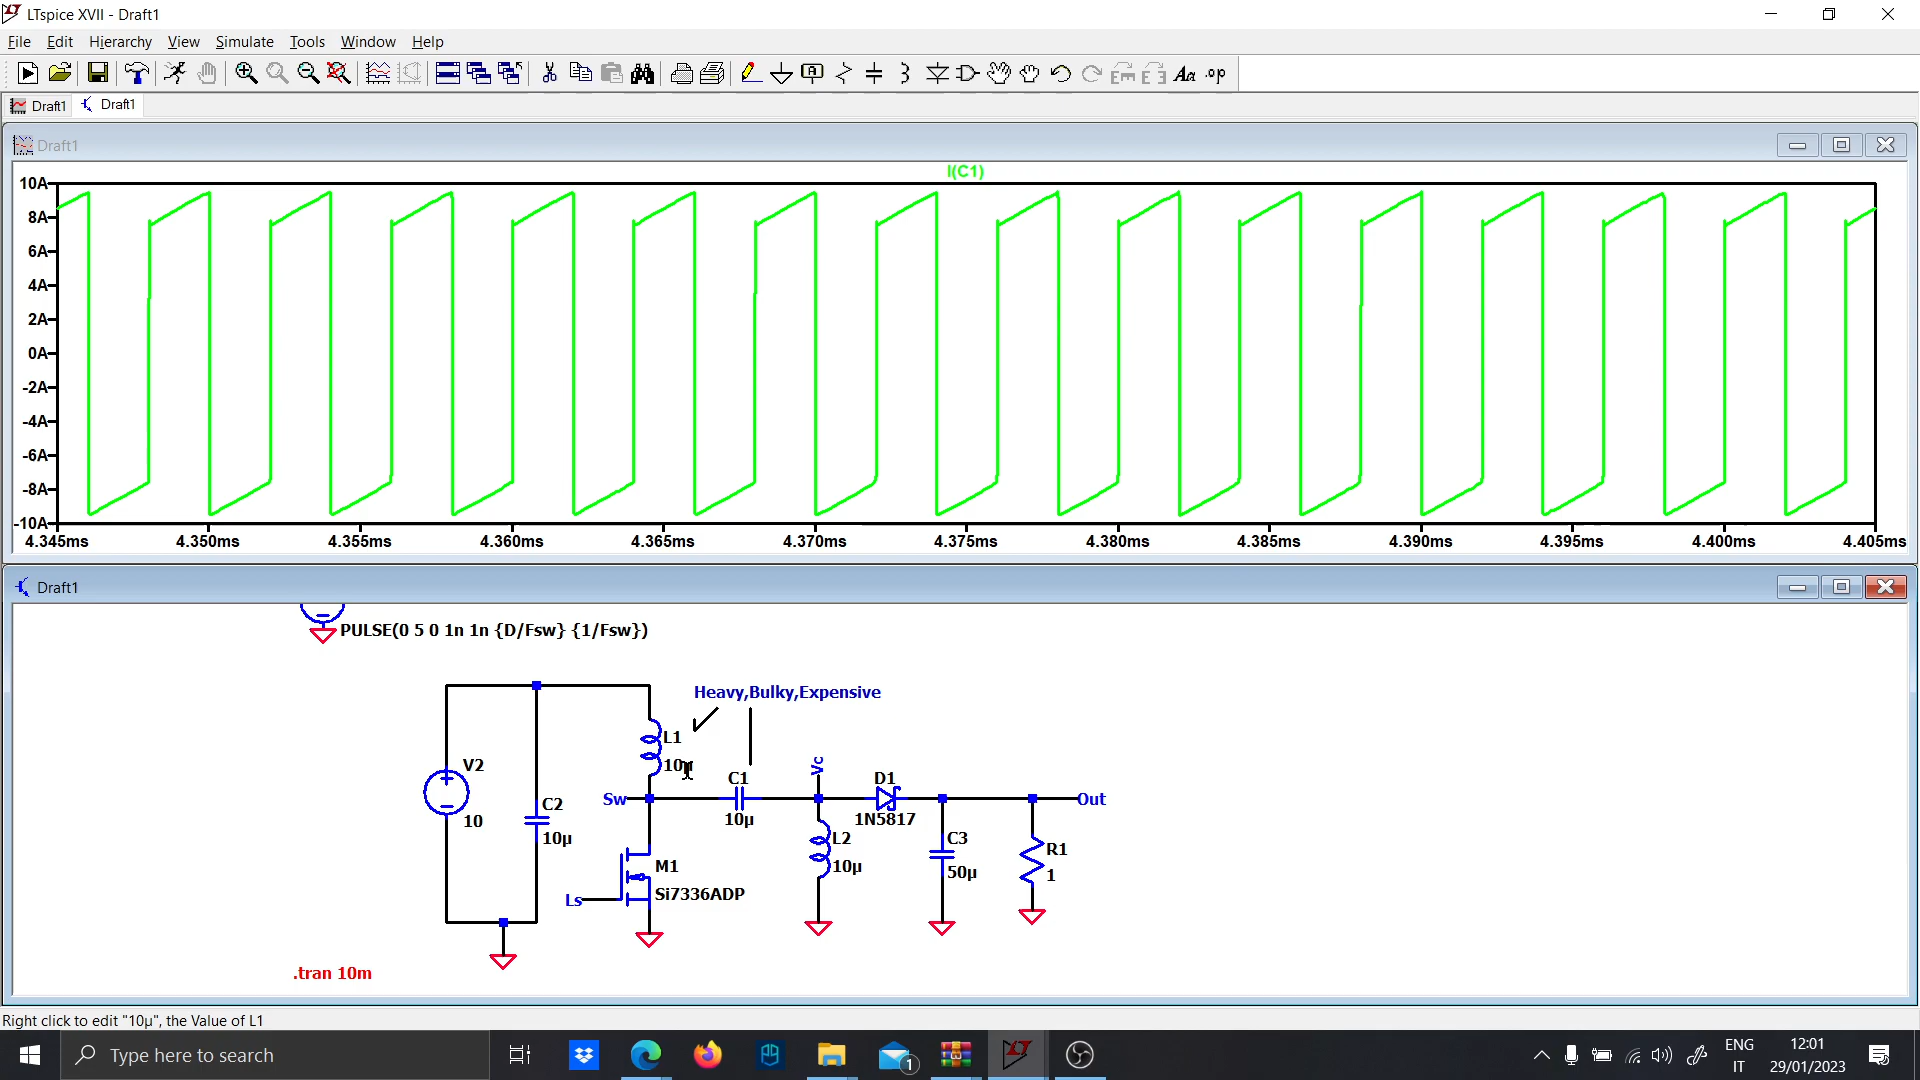 LTspice XVII - Draft1
File Edit Hierarchy View Simulate Tools Window Help
Draft1 Draft1
Draft1
I(C1)
10A
8A
6A
4A
2A
0A
-2A
-4A
-6A
-8A
-10A
4.345ms 4.350ms 4.355ms 4.360ms 4.365ms 4.370ms 4.375ms 4.380ms 4.385ms 4.390ms 4.395ms 4.400ms 4.405ms
Draft1
PULSE(0 5 0 1n 1n {D/Fsw} {1/Fsw})
Heavy,Bulky,Expensive
L1
10µ
V2
10
C2
10µ
Sw
C1
10µ
Vc
D1
1N5817
Out
L2
10µ
C3
50µ
R1
1
M1
Si7336ADP
Ls
.tran 10m
Right click to edit "10µ", the Value of L1
Type here to search
1
ENG
IT
12:01
29/01/2023